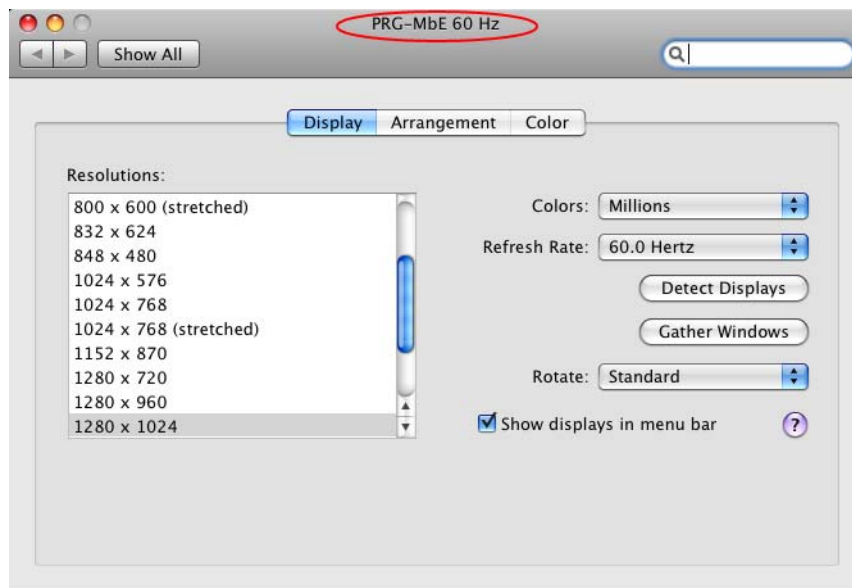 PRG-MbE 60 Hz
Show All
Display Arrangement Color
Resolutions:
800 x 600 (stretched)
832 x 624
848 x 480
1024 x 576
1024 x 768
1024 x 768 (stretched)
1152 x 870
1280 x 720
1280 x 960
1280 x 1024
Colors: Millions
Refresh Rate: 60.0 Hertz
Detect Displays
Gather Windows
Rotate: Standard
Show displays in menu bar ?